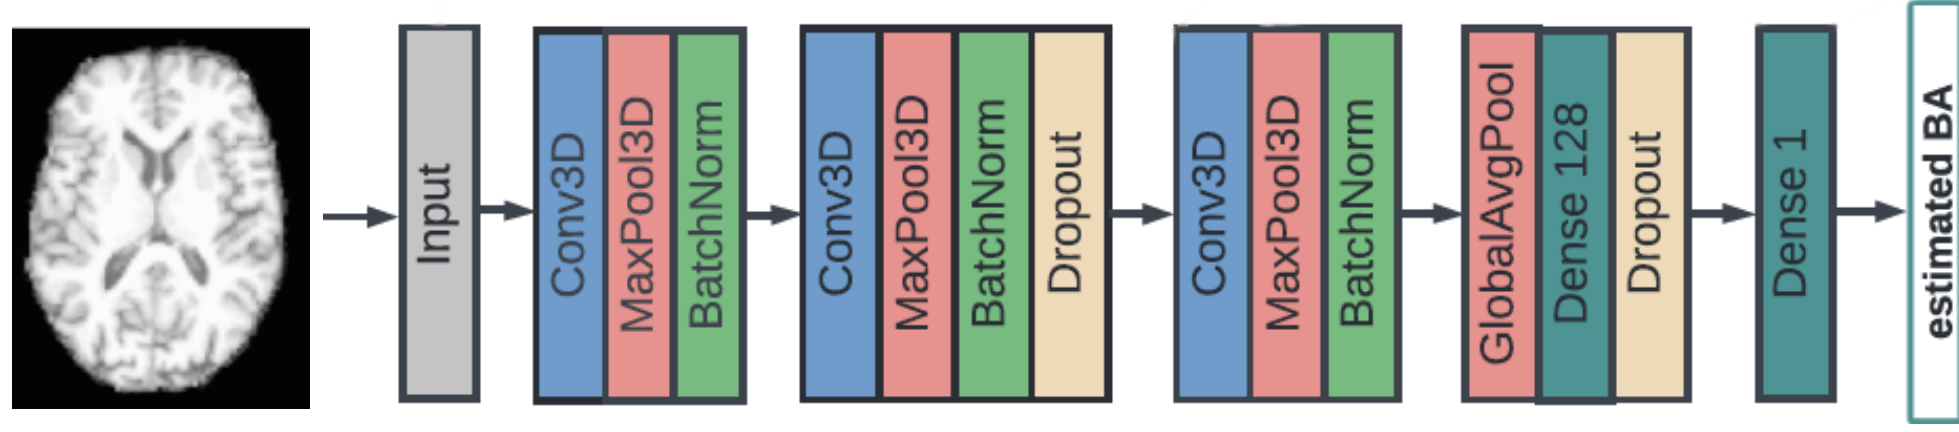 Input
Conv3D
MaxPool3D
BatchNorm
Conv3D
MaxPool3D
BatchNorm
Dropout
Conv3D
MaxPool3D
BatchNorm
GlobalAvgPool
Dense 128
Dropout
Dense 1
estimated BA